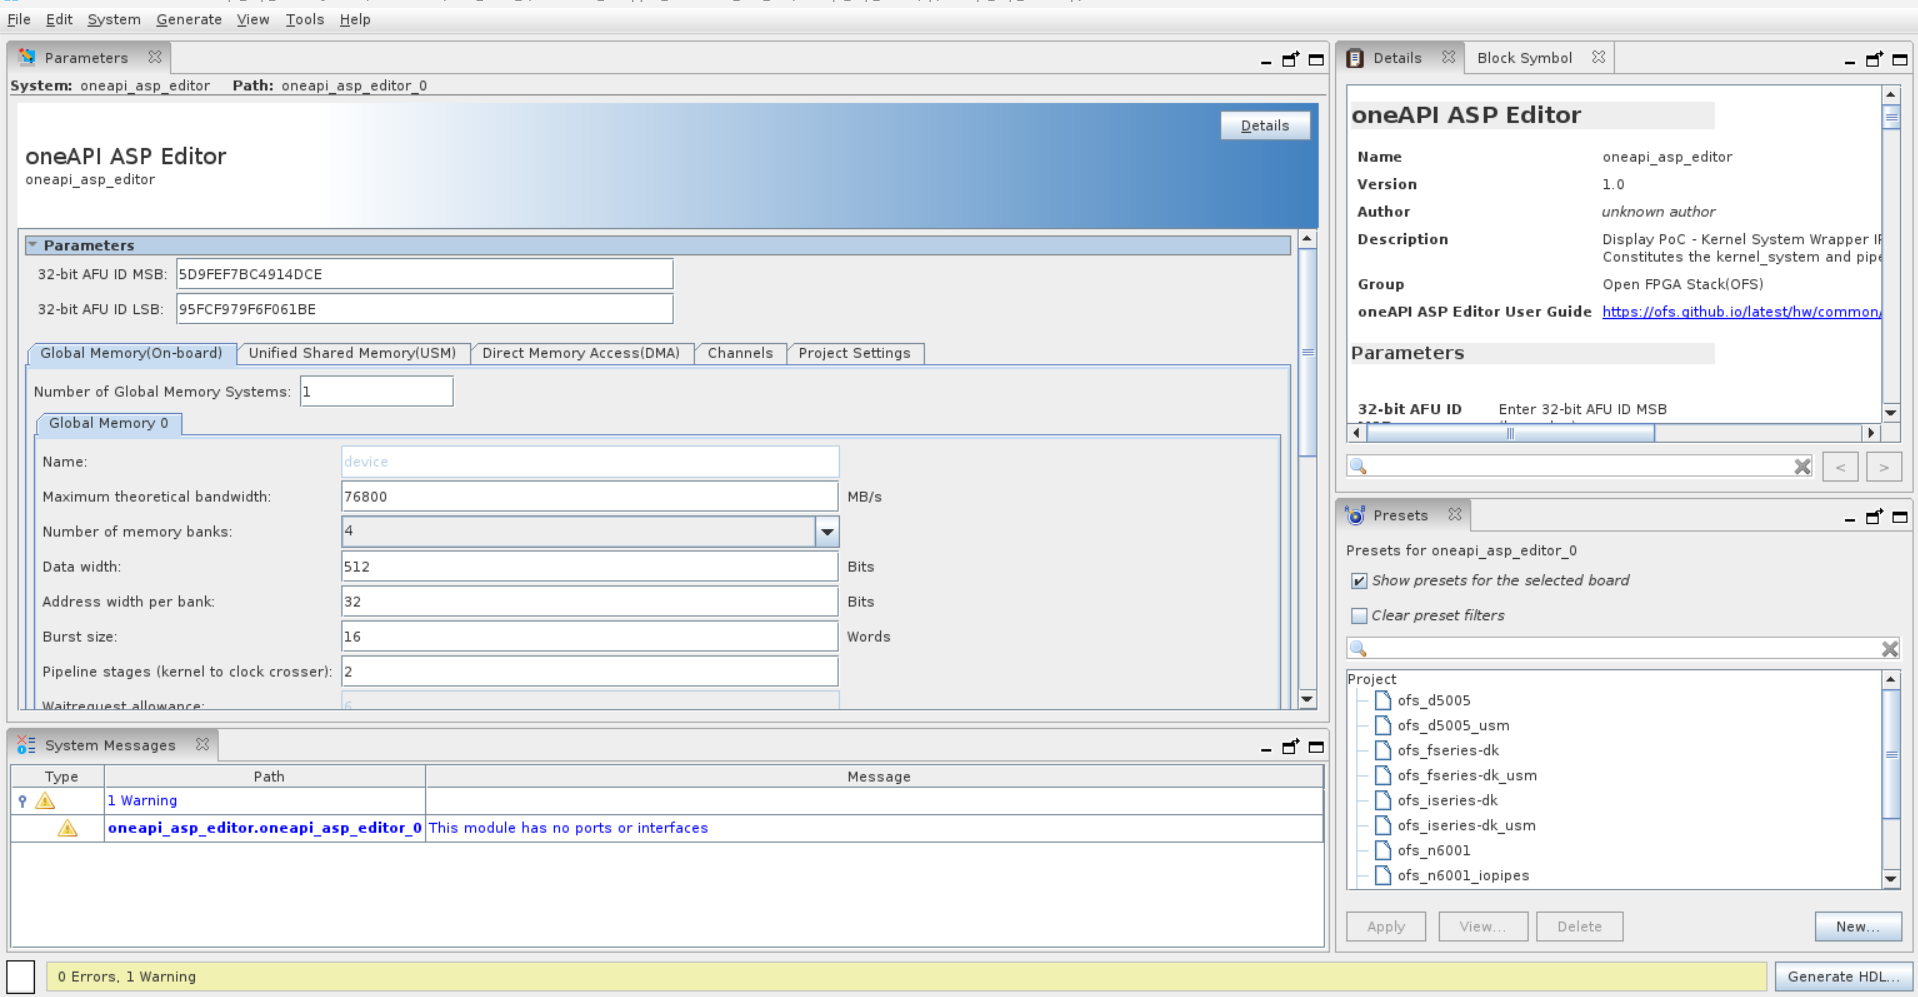 File Edit System Generate View Tools Help
Parameters
System: oneapi_asp_editor Path: oneapi_asp_editor_0
Details
oneAPI ASP Editor
oneapi_asp_editor
Parameters
32-bit AFU ID MSB: 5D9FEF7BC4914DCE
32-bit AFU ID LSB: 95FCF979F6F061BE
Global Memory(On-board) Unified Shared Memory(USM) Direct Memory Access(DMA) Channels Project Settings
Number of Global Memory Systems: 1
Global Memory 0
Name: device
Maximum theoretical bandwidth: 76800 MB/s
Number of memory banks: 4
Data width: 512 Bits
Address width per bank: 32 Bits
Burst size: 16 Words
Pipeline stages (kernel to clock crosser): 2
Waitrequest allowance: 6
System Messages
Type Path Message
1 Warning
oneapi_asp_editor.oneapi_asp_editor_0 This module has no ports or interfaces
0 Errors, 1 Warning
Details Block Symbol
oneAPI ASP Editor
Name oneapi_asp_editor
Version 1.0
Author unknown author
Description Display PoC - Kernel System Wrapper IF
Constitutes the kernel_system and pipe
Group Open FPGA Stack(OFS)
oneAPI ASP Editor User Guide https://ofs.github.io/latest/hw/common/
Parameters
32-bit AFU ID Enter 32-bit AFU ID MSB
< >
Presets
Presets for oneapi_asp_editor_0
Show presets for the selected board
Clear preset filters
Project
ofs_d5005
ofs_d5005_usm
ofs_fseries-dk
ofs_fseries-dk_usm
ofs_iseries-dk
ofs_iseries-dk_usm
ofs_n6001
ofs_n6001_iopipes
Apply View... Delete New...
Generate HDL...